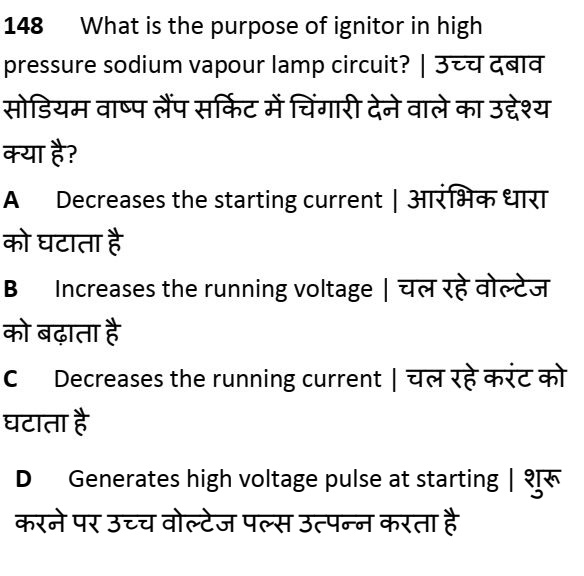 148 What is the purpose of ignitor in high
pressure sodium vapour lamp circuit? | उच्च दबाव
सोडियम वाष्प लैंप सर्किट में चिंगारी देने वाले का उद्देश्य
क्या है?
A Decreases the starting current | आरंभिक धारा
को घटाता है
B Increases the running voltage | चल रहे वोल्टेज
को बढ़ाता है
C Decreases the running current | चल रहे करंट को
घटाता है
D Generates high voltage pulse at starting | शुरू
करने पर उच्च वोल्टेज पल्स उत्पन्न करता है